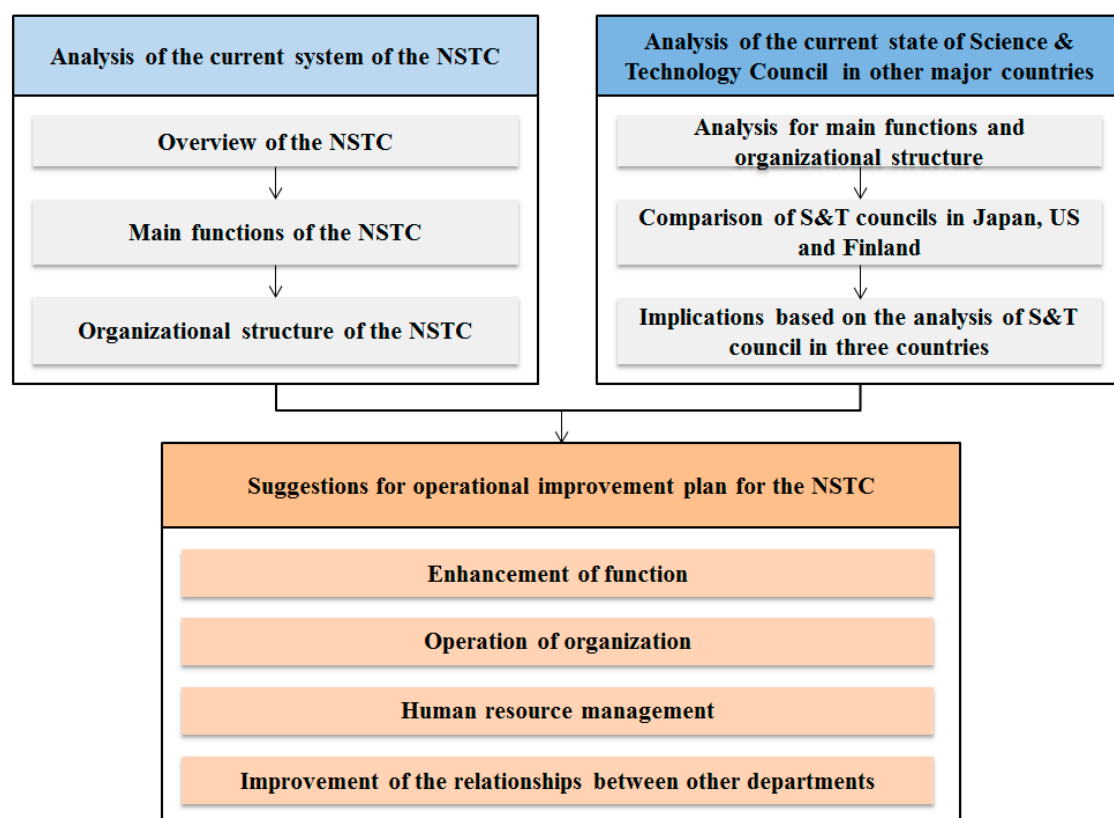 Analysis of the current system of the NSTC
Overview of the NSTC
Main functions of the NSTC
Organizational structure of the NSTC
Analysis of the current state of Science &
Technology Council in other major countries
Analysis for main functions and
organizational structure
Comparison of S&T councils in Japan, US
and Finland
Implications based on the analysis of S&T
council in three countries
Suggestions for operational improvement plan for the NSTC
Enhancement of function
Operation of organization
Human resource management
Improvement of the relationships between other departments